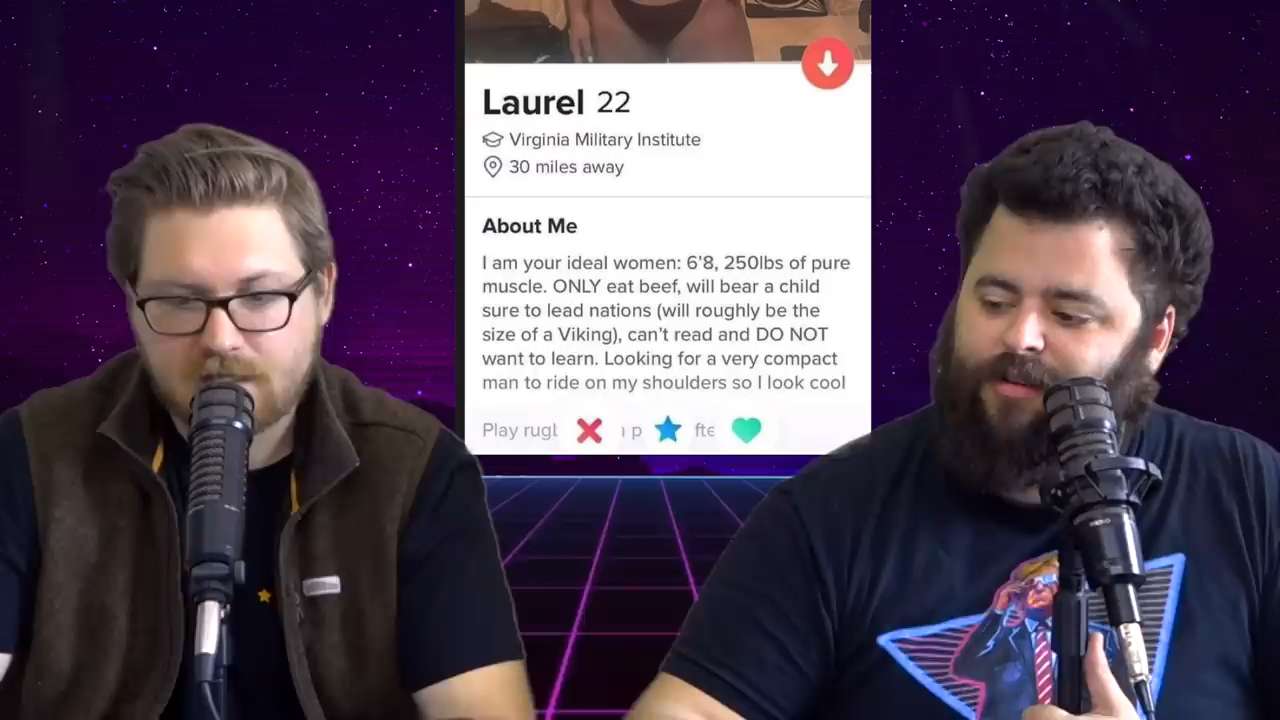 Laurel 22
Virginia Military Institute
30 miles away
About Me
I am your ideal women: 6'8, 250lbs of pure
muscle. ONLY eat beef, will bear a child
sure to lead nations (will roughly be the
size of a Viking), can't read and DO NOT
want to learn. Looking for a very compact
man to ride on my shoulders so I look cool
Play